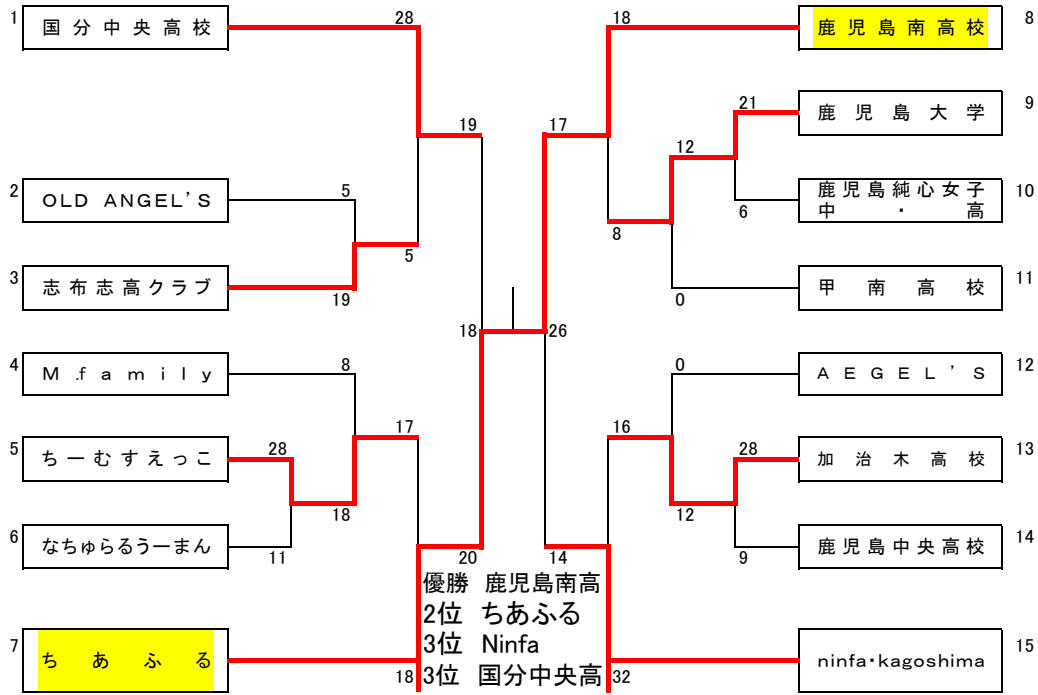 1 国分中央高校 28
2 OLD ANGEL'S 5
3 志布志高クラブ 19
19
5
4 M.family 8
5 ちーむすえっこ 28
6 なちゅらるうーまん 11
17
18
7 ちあふる 18
18
20
18 鹿児島南高校 8
21 鹿児島大学 9
6 鹿児島純心女子中・高 10
0 甲南高校 11
17
12
8
26
0 AEGEL'S 12
28 加治木高校 13
9 鹿児島中央高校 14
16
12
14
32 ninfa・kagoshima 15
優勝 鹿児島南高
2位 ちあふる
3位 Ninfa
3位 国分中央高